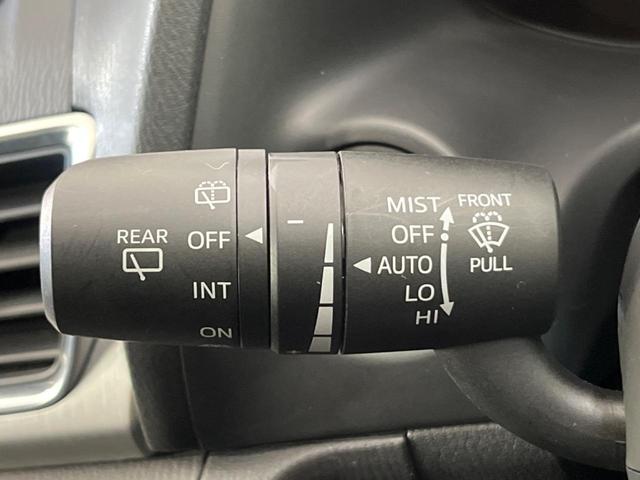 REAR
OFF
INT
ON
−
MIST
OFF
AUTO
LO
HI
FRONT
PULL